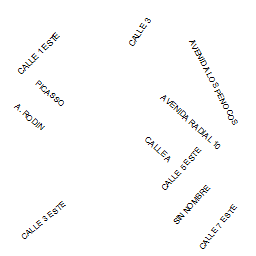 CALLE 3
CALLE 1 ESTE
AVENIDA LOS PENOCOS
PICASSO
A. RODIN
AVENIDA RADIAL 10
CALLE A
CALLE 5 ESTE
SIN NOMBRE
CALLE 3 ESTE
CALLE 7 ESTE